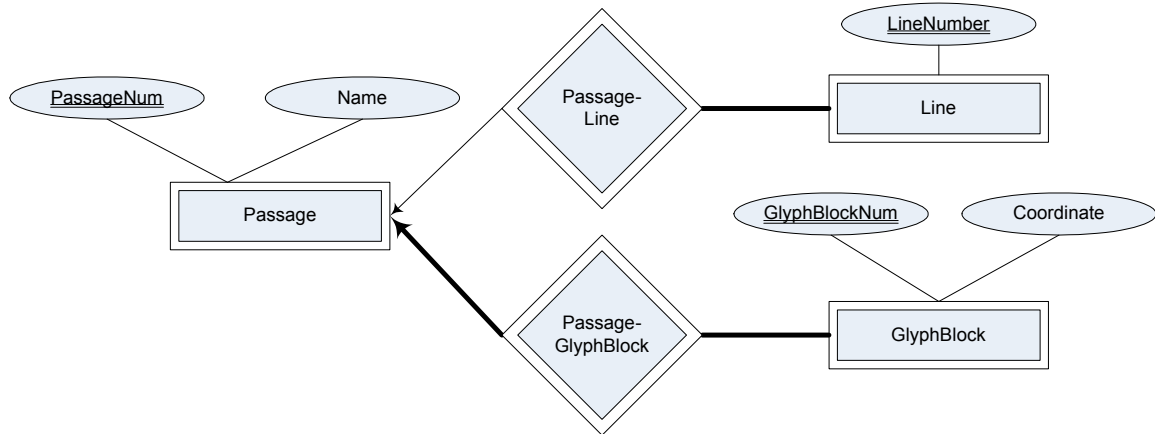 LineNumber
PassageNum
Name
Passage-
Line
Line
Passage
GlyphBlockNum
Coordinate
Passage-
GlyphBlock
GlyphBlock